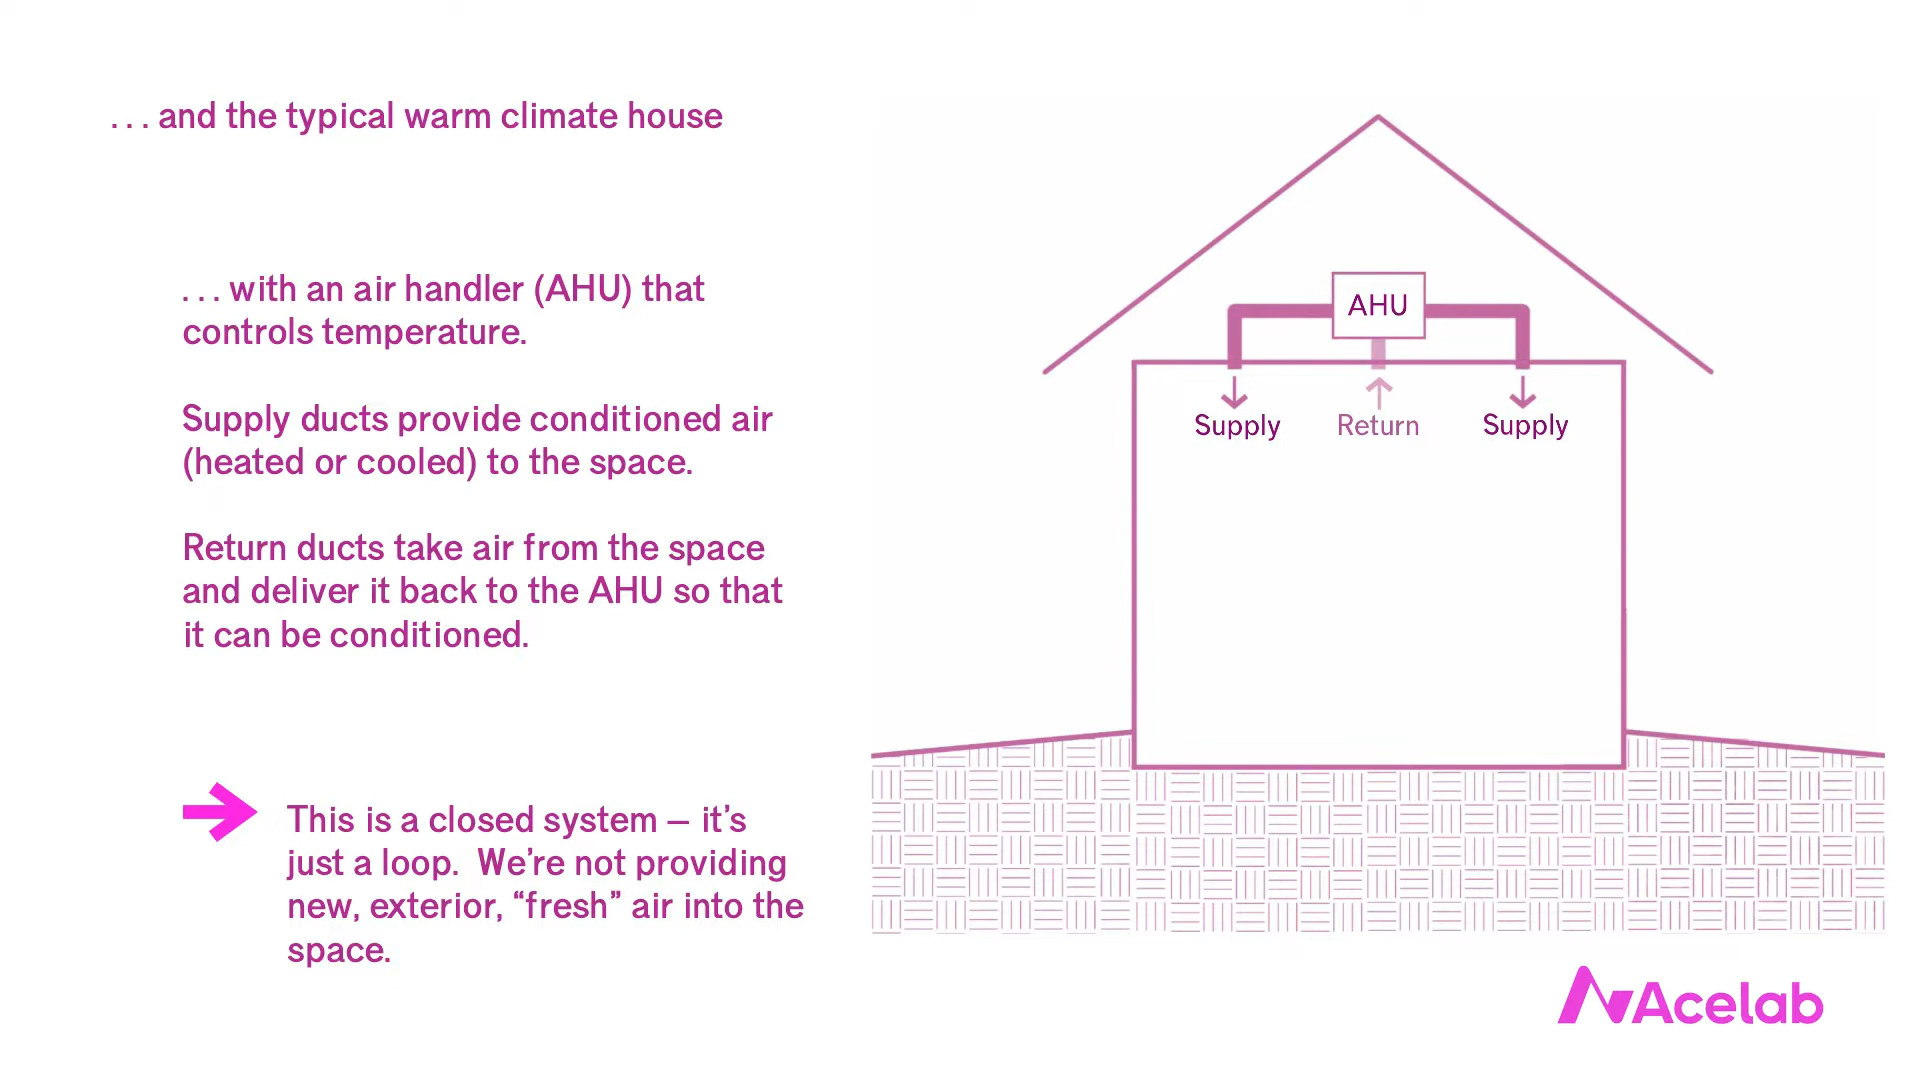 . . . and the typical warm climate house
. . . with an air handler (AHU) that
controls temperature.
Supply ducts provide conditioned air
(heated or cooled) to the space.
Return ducts take air from the space
and deliver it back to the AHU so that
it can be conditioned.
This is a closed system – it’s
just a loop.  We’re not providing
new, exterior, “fresh” air into the
space.
AHU
Supply
Return
Supply
Acelab